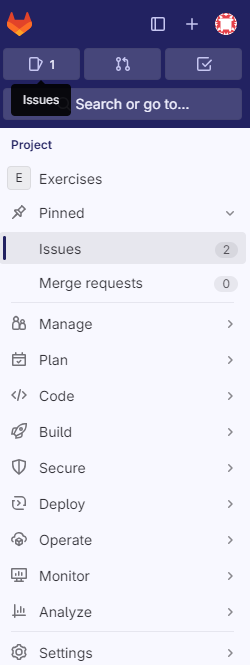 1
Issues
Search or go to...
Project
E Exercises
Pinned
Issues 2
Merge requests 0
Manage
Plan
Code
Build
Secure
Deploy
Operate
Monitor
Analyze
Settings